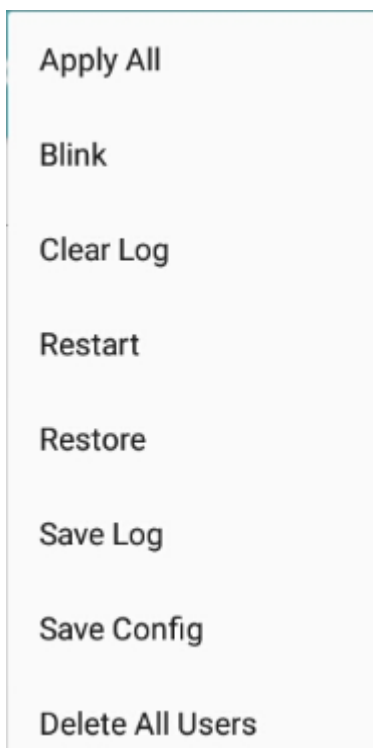 Apply All
Blink
Clear Log
Restart
Restore
Save Log
Save Config
Delete All Users